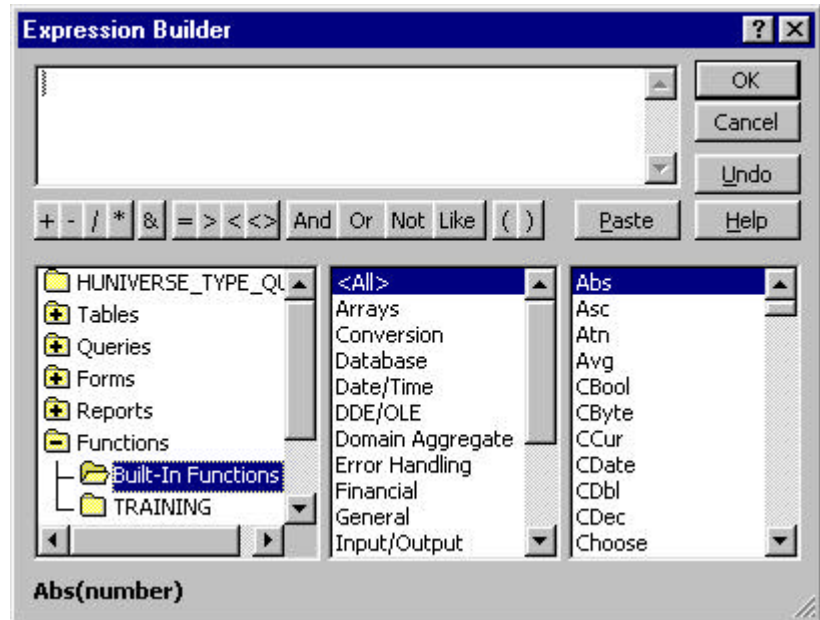 Expression Builder
?
OK
Cancel
Undo
+ - / * & = > < <> And Or Not Like ( ) Paste Help
HUNIVERSE_TYPE_QU
Tables
Queries
Forms
Reports
Functions
Built-In Functions
TRAINING
<All>
Arrays
Conversion
Database
Date/Time
DDE/OLE
Domain Aggregate
Error Handling
Financial
General
Input/Output
Abs
Asc
Atn
Avg
CBool
CByte
CCur
CDate
CDbl
CDec
Choose
Abs(number)